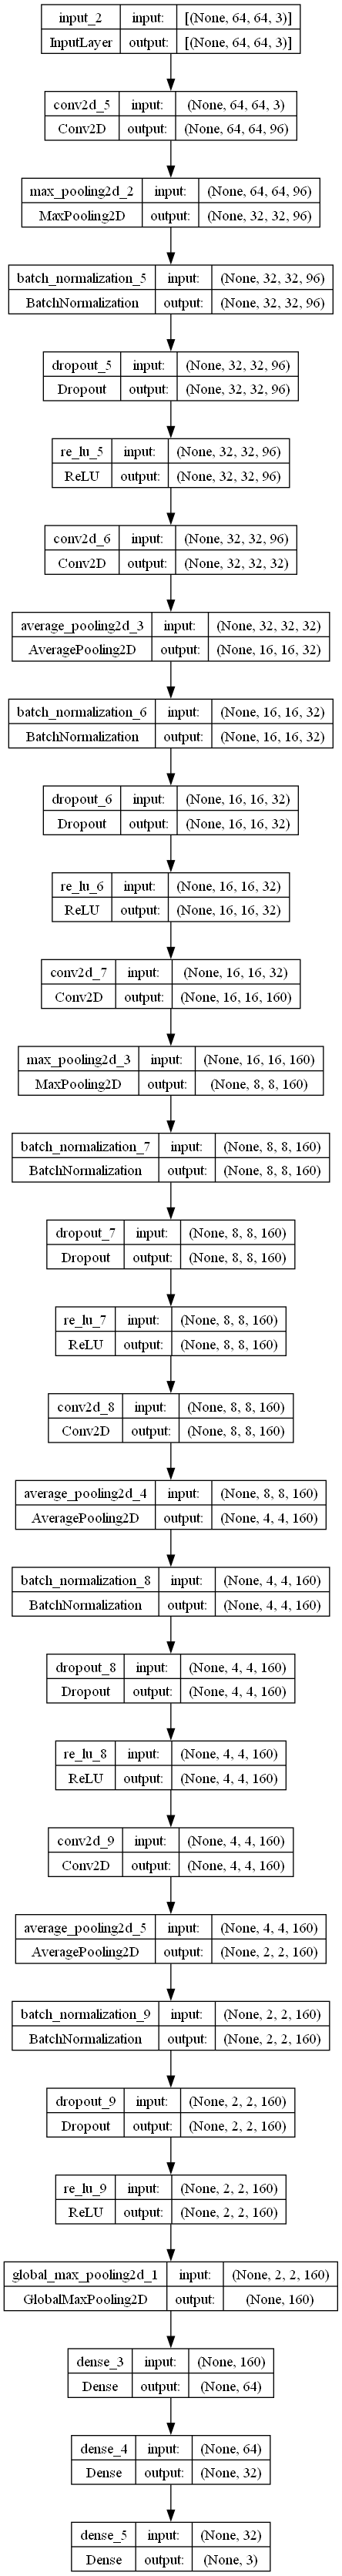 input_2 input: [(None, 64, 64, 3)]
InputLayer output: [(None, 64, 64, 3)]
conv2d_5 input: (None, 64, 64, 3)
Conv2D output: (None, 64, 64, 96)
max_pooling2d_2 input: (None, 64, 64, 96)
MaxPooling2D output: (None, 32, 32, 96)
batch_normalization_5 input: (None, 32, 32, 96)
BatchNormalization output: (None, 32, 32, 96)
dropout_5 input: (None, 32, 32, 96)
Dropout output: (None, 32, 32, 96)
re_lu_5 input: (None, 32, 32, 96)
ReLU output: (None, 32, 32, 96)
conv2d_6 input: (None, 32, 32, 96)
Conv2D output: (None, 32, 32, 32)
average_pooling2d_3 input: (None, 32, 32, 32)
AveragePooling2D output: (None, 16, 16, 32)
batch_normalization_6 input: (None, 16, 16, 32)
BatchNormalization output: (None, 16, 16, 32)
dropout_6 input: (None, 16, 16, 32)
Dropout output: (None, 16, 16, 32)
re_lu_6 input: (None, 16, 16, 32)
ReLU output: (None, 16, 16, 32)
conv2d_7 input: (None, 16, 16, 32)
Conv2D output: (None, 16, 16, 160)
max_pooling2d_3 input: (None, 16, 16, 160)
MaxPooling2D output: (None, 8, 8, 160)
batch_normalization_7 input: (None, 8, 8, 160)
BatchNormalization output: (None, 8, 8, 160)
dropout_7 input: (None, 8, 8, 160)
Dropout output: (None, 8, 8, 160)
re_lu_7 input: (None, 8, 8, 160)
ReLU output: (None, 8, 8, 160)
conv2d_8 input: (None, 8, 8, 160)
Conv2D output: (None, 8, 8, 160)
average_pooling2d_4 input: (None, 8, 8, 160)
AveragePooling2D output: (None, 4, 4, 160)
batch_normalization_8 input: (None, 4, 4, 160)
BatchNormalization output: (None, 4, 4, 160)
dropout_8 input: (None, 4, 4, 160)
Dropout output: (None, 4, 4, 160)
re_lu_8 input: (None, 4, 4, 160)
ReLU output: (None, 4, 4, 160)
conv2d_9 input: (None, 4, 4, 160)
Conv2D output: (None, 4, 4, 160)
average_pooling2d_5 input: (None, 4, 4, 160)
AveragePooling2D output: (None, 2, 2, 160)
batch_normalization_9 input: (None, 2, 2, 160)
BatchNormalization output: (None, 2, 2, 160)
dropout_9 input: (None, 2, 2, 160)
Dropout output: (None, 2, 2, 160)
re_lu_9 input: (None, 2, 2, 160)
ReLU output: (None, 2, 2, 160)
global_max_pooling2d_1 input: (None, 2, 2, 160)
GlobalMaxPooling2D output: (None, 160)
dense_3 input: (None, 160)
Dense output: (None, 64)
dense_4 input: (None, 64)
Dense output: (None, 32)
dense_5 input: (None, 32)
Dense output: (None, 3)